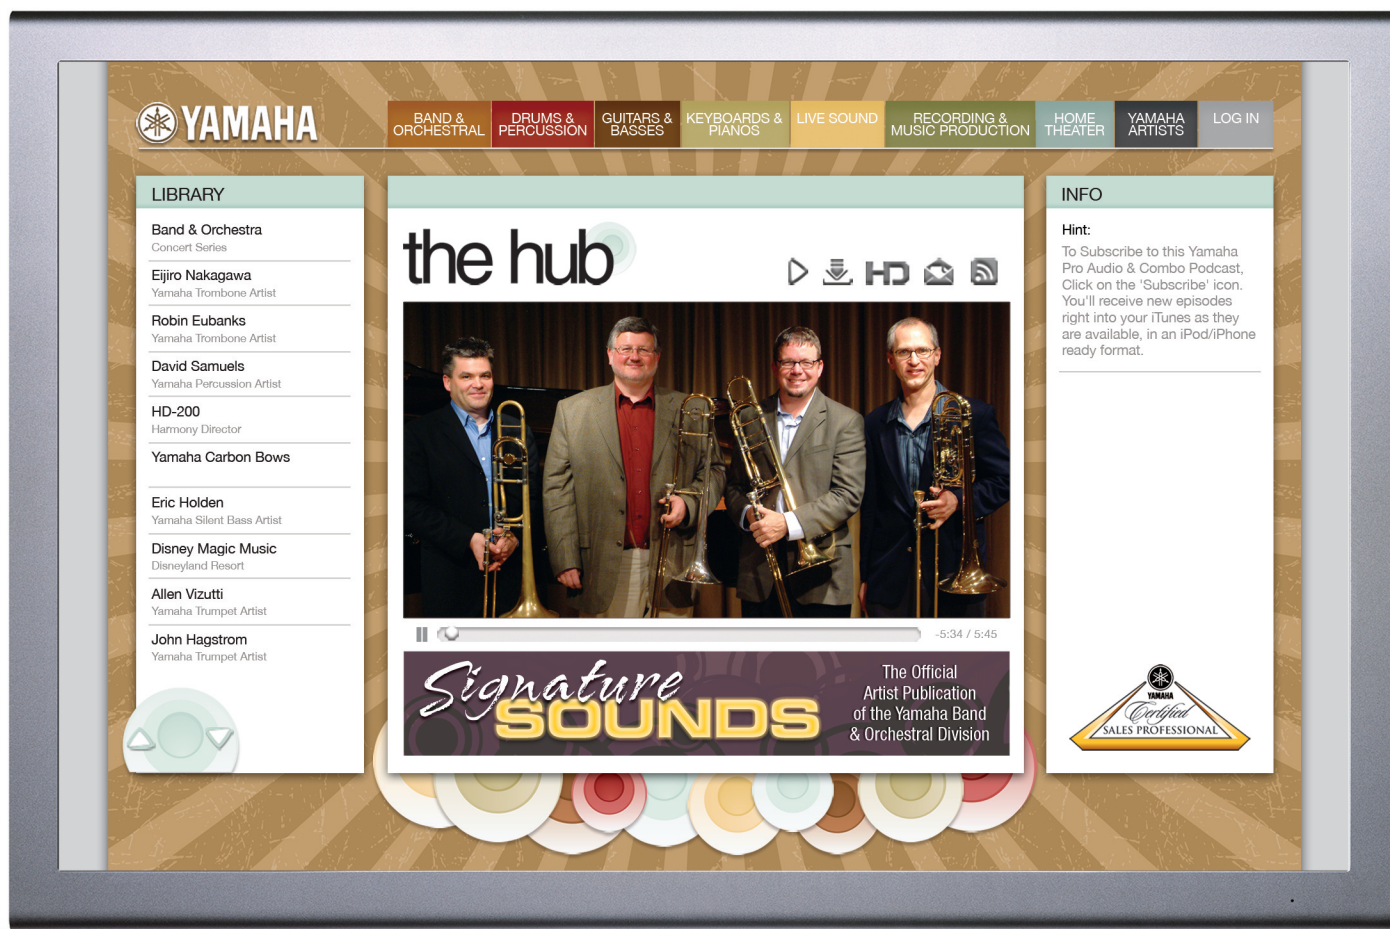 YAMAHA
BAND &
ORCHESTRAL
DRUMS &
PERCUSSION
GUITARS &
BASSES
KEYBOARDS &
PIANOS
LIVE SOUND
RECORDING &
MUSIC PRODUCTION
HOME
THEATER
YAMAHA
ARTISTS
LOG IN
LIBRARY
Band & Orchestra
Concert Series
Eijiro Nakagawa
Yamaha Trombone Artist
Robin Eubanks
Yamaha Trombone Artist
David Samuels
Yamaha Percussion Artist
HD-200
Harmony Director
Yamaha Carbon Bows
Eric Holden
Yamaha Silent Bass Artist
Disney Magic Music
Disneyland Resort
Allen Vizutti
Yamaha Trumpet Artist
John Hagstrom
Yamaha Trumpet Artist
the hub
HD
-5:34 / 5:45
Signature
SOUNDS
The Official
Artist Publication
of the Yamaha Band
& Orchestral Division
INFO
Hint:
To Subscribe to this Yamaha
Pro Audio & Combo Podcast,
Click on the 'Subscribe' icon.
You'll receive new episodes
right into your iTunes as they
are available, in an iPod/iPhone
ready format.
YAMAHA
Certified
SALES PROFESSIONAL